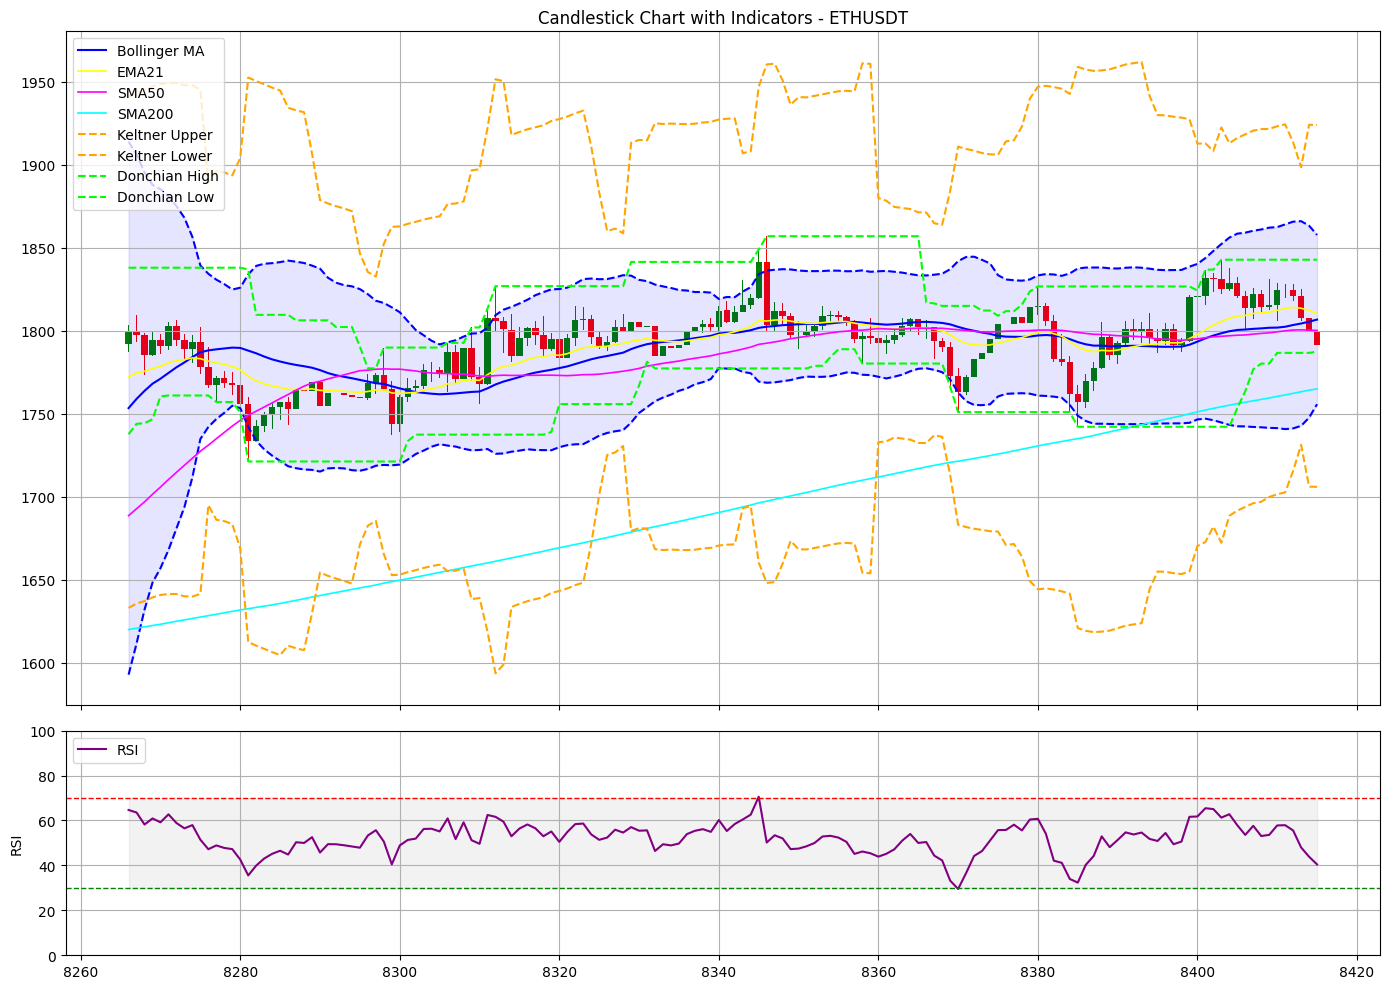 Candlestick Chart with Indicators - ETHUSDT
Bollinger MA
EMA21
SMA50
SMA200
Keltner Upper
Keltner Lower
Donchian High
Donchian Low
1950
1900
1850
1800
1750
1700
1650
1600
RSI
100
80
60
40
20
0
RSI
8260
8280
8300
8320
8340
8360
8380
8400
8420